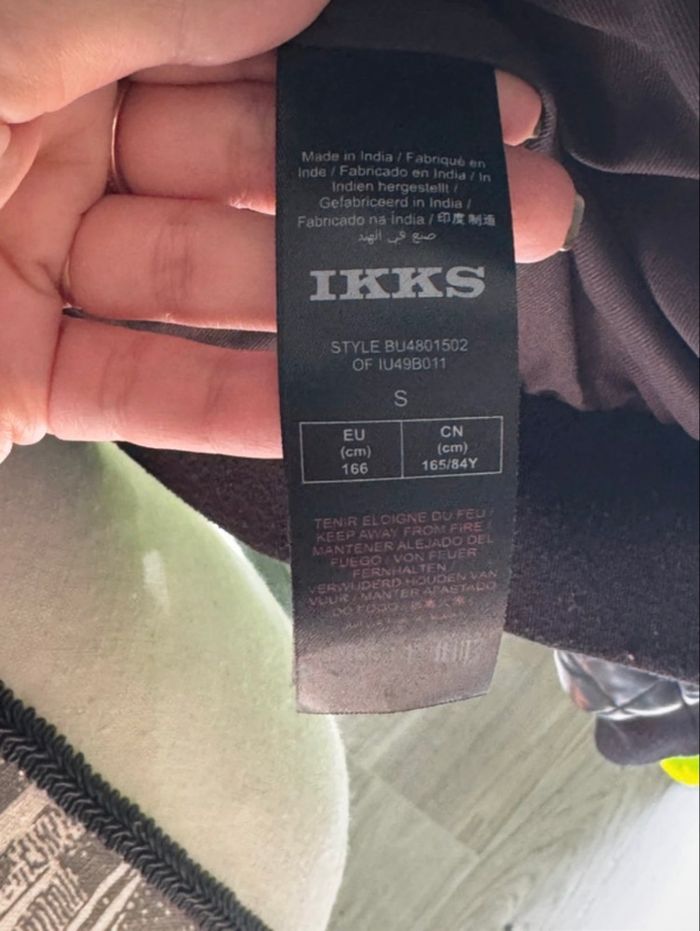 Made in India / Fabriqué en
Inde / Fabricado en India / In
Indien hergestellt /
Gefabriceerd in India /
Fabricado na India / 印度制造
صنع في الهند
IKKS
STYLE BU4801502
OF IU49B011
S
EU
(cm)
166
CN
(cm)
165/84Y
TENIR ELOIGNE DU FEU /
KEEP AWAY FROM FIRE /
MANTENER ALEJADO DEL
FUEGO / VON FEUER
FERNHALTEN /
VERWIJDERD HOUDEN VAN
VUUR / MANTER AFASTADO
DO FOGO /